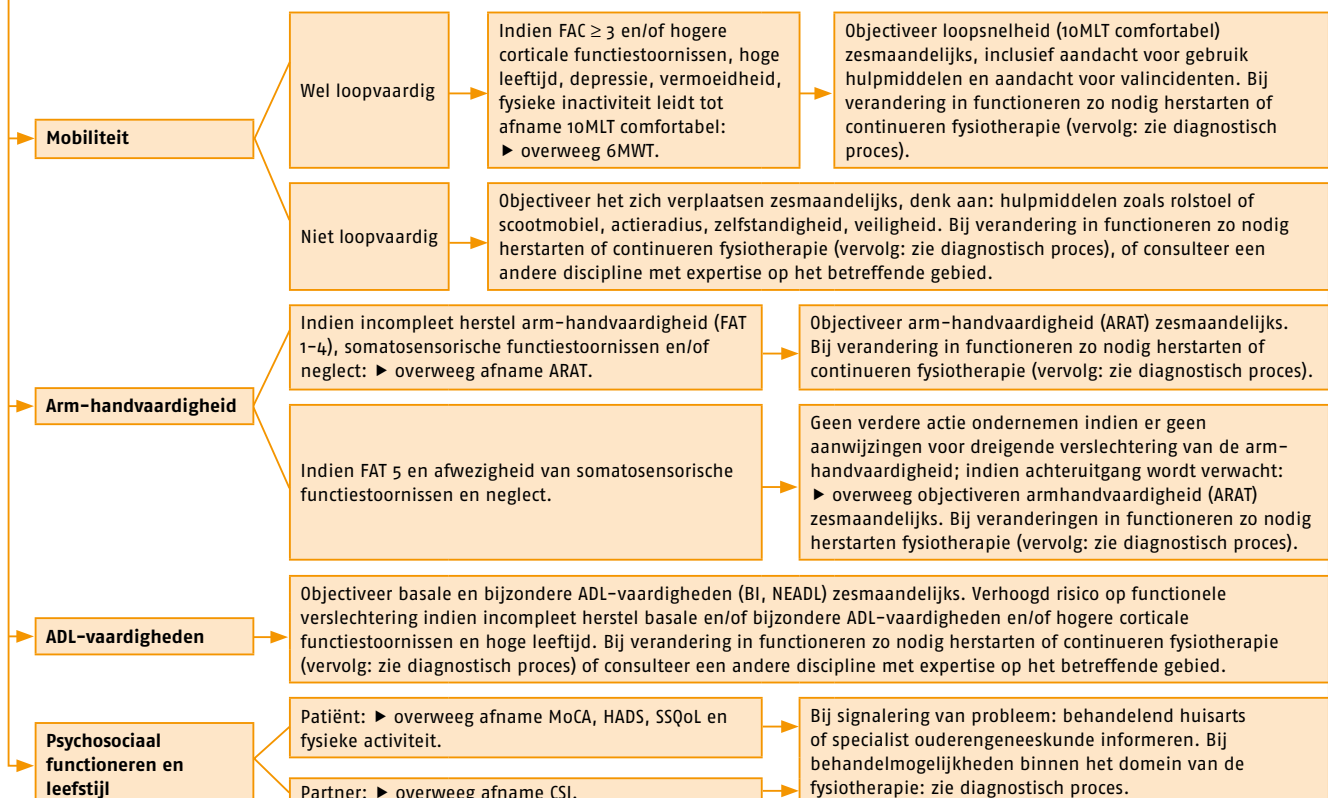 Mobiliteit
Wel loopvaardig
Indien FAC ≥ 3 en/of hogere
corticale functiestoornissen, hoge
leeftijd, depressie, vermoeidheid,
fysieke inactiviteit leidt tot
afname 10MLT comfortabel:
▶ overweeg 6MWT.
Objectiveer loopsnelheid (10MLT comfortabel)
zesmaandelijks, inclusief aandacht voor gebruik
hulpmiddelen en aandacht voor valincidenten. Bij
verandering in functioneren zo nodig herstarten of
continueren fysiotherapie (vervolg: zie diagnostisch
proces).
Niet loopvaardig
Objectiveer het zich verplaatsen zesmaandelijks, denk aan: hulpmiddelen zoals rolstoel of
scootmobiel, actieradius, zelfstandigheid, veiligheid. Bij verandering in functioneren zo nodig
herstarten of continueren fysiotherapie (vervolg: zie diagnostisch proces), of consulteer een
andere discipline met expertise op het betreffende gebied.
Arm-handvaardigheid
Indien incompleet herstel arm-handvaardigheid (FAT
1-4), somatosensorische functiestoornissen en/of
neglect: ▶ overweeg afname ARAT.
Objectiveer arm-handvaardigheid (ARAT) zesmaandelijks.
Bij verandering in functioneren zo nodig herstarten of
continueren fysiotherapie (vervolg: zie diagnostisch proces).
Indien FAT 5 en afwezigheid van somatosensorische
functiestoornissen en neglect.
Geen verdere actie ondernemen indien er geen
aanwijzingen voor dreigende verslechtering van de arm-
handvaardigheid; indien achteruitgang wordt verwacht:
▶ overweeg objectiveren armhandvaardigheid (ARAT)
zesmaandelijks. Bij veranderingen in functioneren zo nodig
herstarten fysiotherapie (vervolg: zie diagnostisch proces).
ADL-vaardigheden
Objectiveer basale en bijzondere ADL-vaardigheden (BI, NEADL) zesmaandelijks. Verhoogd risico op functionele
verslechtering indien incompleet herstel basale en/of bijzondere ADL-vaardigheden en/of hogere corticale
functiestoornissen en hoge leeftijd. Bij verandering in functioneren zo nodig herstarten of continueren fysiotherapie
(vervolg: zie diagnostisch proces) of consulteer een andere discipline met expertise op het betreffende gebied.
Psychosociaal
functioneren en
leefstijl
Patiënt: ▶ overweeg afname MoCA, HADS, SSQoL en
fysieke activiteit.
Partner: ▶ overweeg afname CSI.
Bij signalering van probleem: behandelend huisarts
of specialist ouderengeneeskunde informeren. Bij
behandelmogelijkheden binnen het domein van de
fysiotherapie: zie diagnostisch proces.